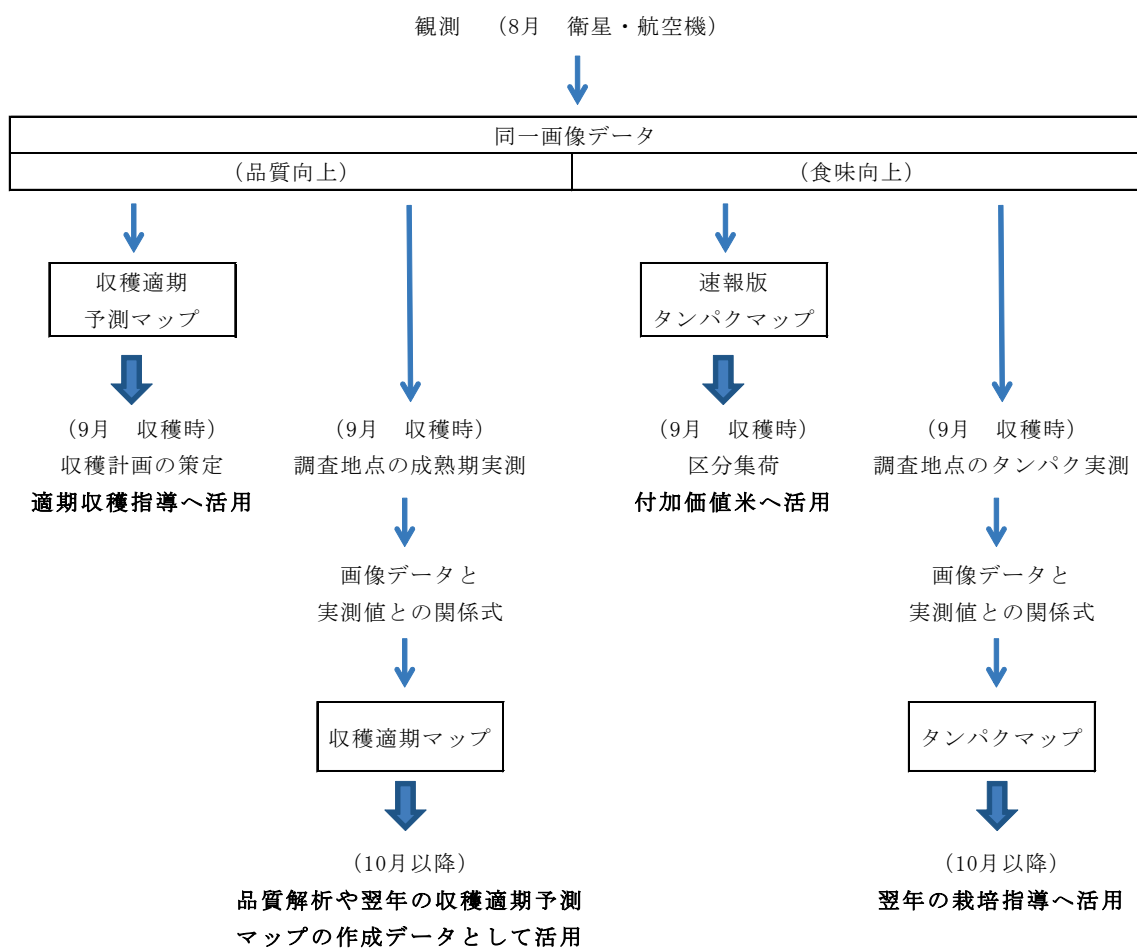 観測　(8月　衛星・航空機)
同一画像データ
(品質向上)
(食味向上)
収穫適期
予測マップ
(9月　収穫時)
収穫計画の策定
適期収穫指導へ活用
(9月　収穫時)
調査地点の成熟期実測
画像データと
実測値との関係式
収穫適期マップ
(10月以降)
品質解析や翌年の収穫適期予測
マップの作成データとして活用
速報版
タンパクマップ
(9月　収穫時)
区分集荷
付加価値米へ活用
(9月　収穫時)
調査地点のタンパク実測
画像データと
実測値との関係式
タンパクマップ
(10月以降)
翌年の栽培指導へ活用